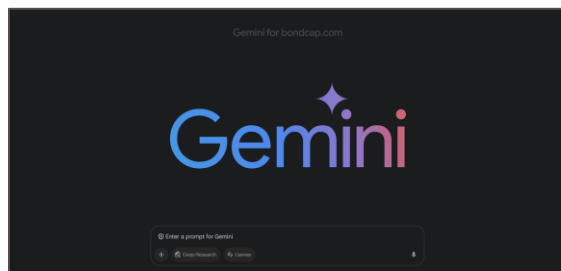 Gemini for bondcap.com
Gemini
Enter a prompt for Gemini
Deep Research Canvas